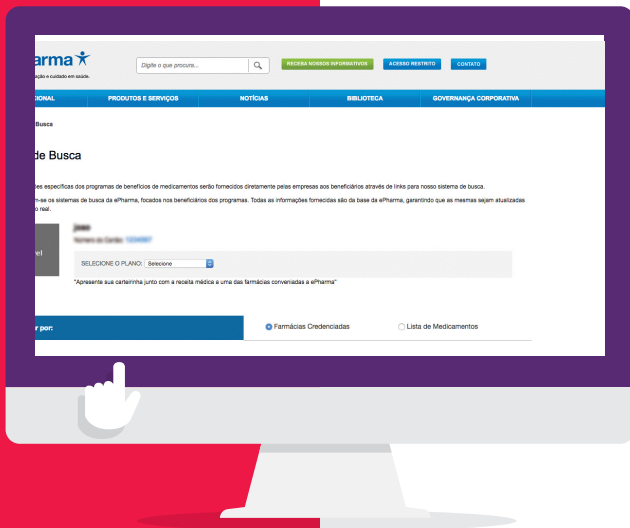 arma
ação e cuidado em saúde.
Digite o que procura...
RECEBA NOSSOS INFORMATIVOS
ACESSO RESTRITO
CONTATO
CIONAL
PRODUTOS E SERVIÇOS
NOTÍCIAS
BIBLIOTECA
GOVERNANÇA CORPORATIVA
Busca
de Busca
ões específicas dos programas de benefícios de medicamentos serão fornecidos diretamente pelas empresas aos beneficiários através de links para nosso sistema de busca.
m-se os sistemas de busca da ePharma, focados nos beneficiários dos programas. Todas as informações fornecidas são da base da ePharma, garantindo que as mesmas sejam atualizadas
o real.
vel
SELECIONE O PLANO: Selecione
"Apresente sua carteirinha junto com a receita médica a uma das farmácias conveniadas a ePharma"
r por:
Farmácias Credenciadas
Lista de Medicamentos